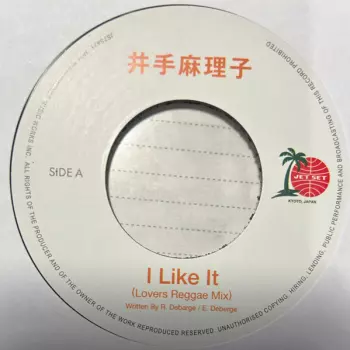 井手麻理子
SIDE A
JET SET
KYOTO, JAPAN
I Like It
(Lovers Reggae Mix)
Written By R. Debarge / E. Debarge
WORKS INC. ALL RIGHTS OF THE PRODUCER AND OF THE OWNER OF THE WORK REPRODUCED RESERVED. UNAUTHORISED COPYING, HIRING, LENDING, PUBLIC PERFORMANCE AND BROADCASTING OF THIS RECORD PROHIBITED